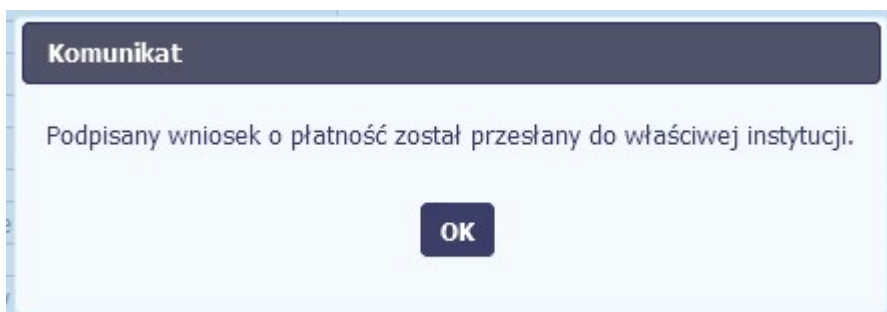 Komunikat
Podpisany wniosek o płatność został przesłany do właściwej instytucji.
OK